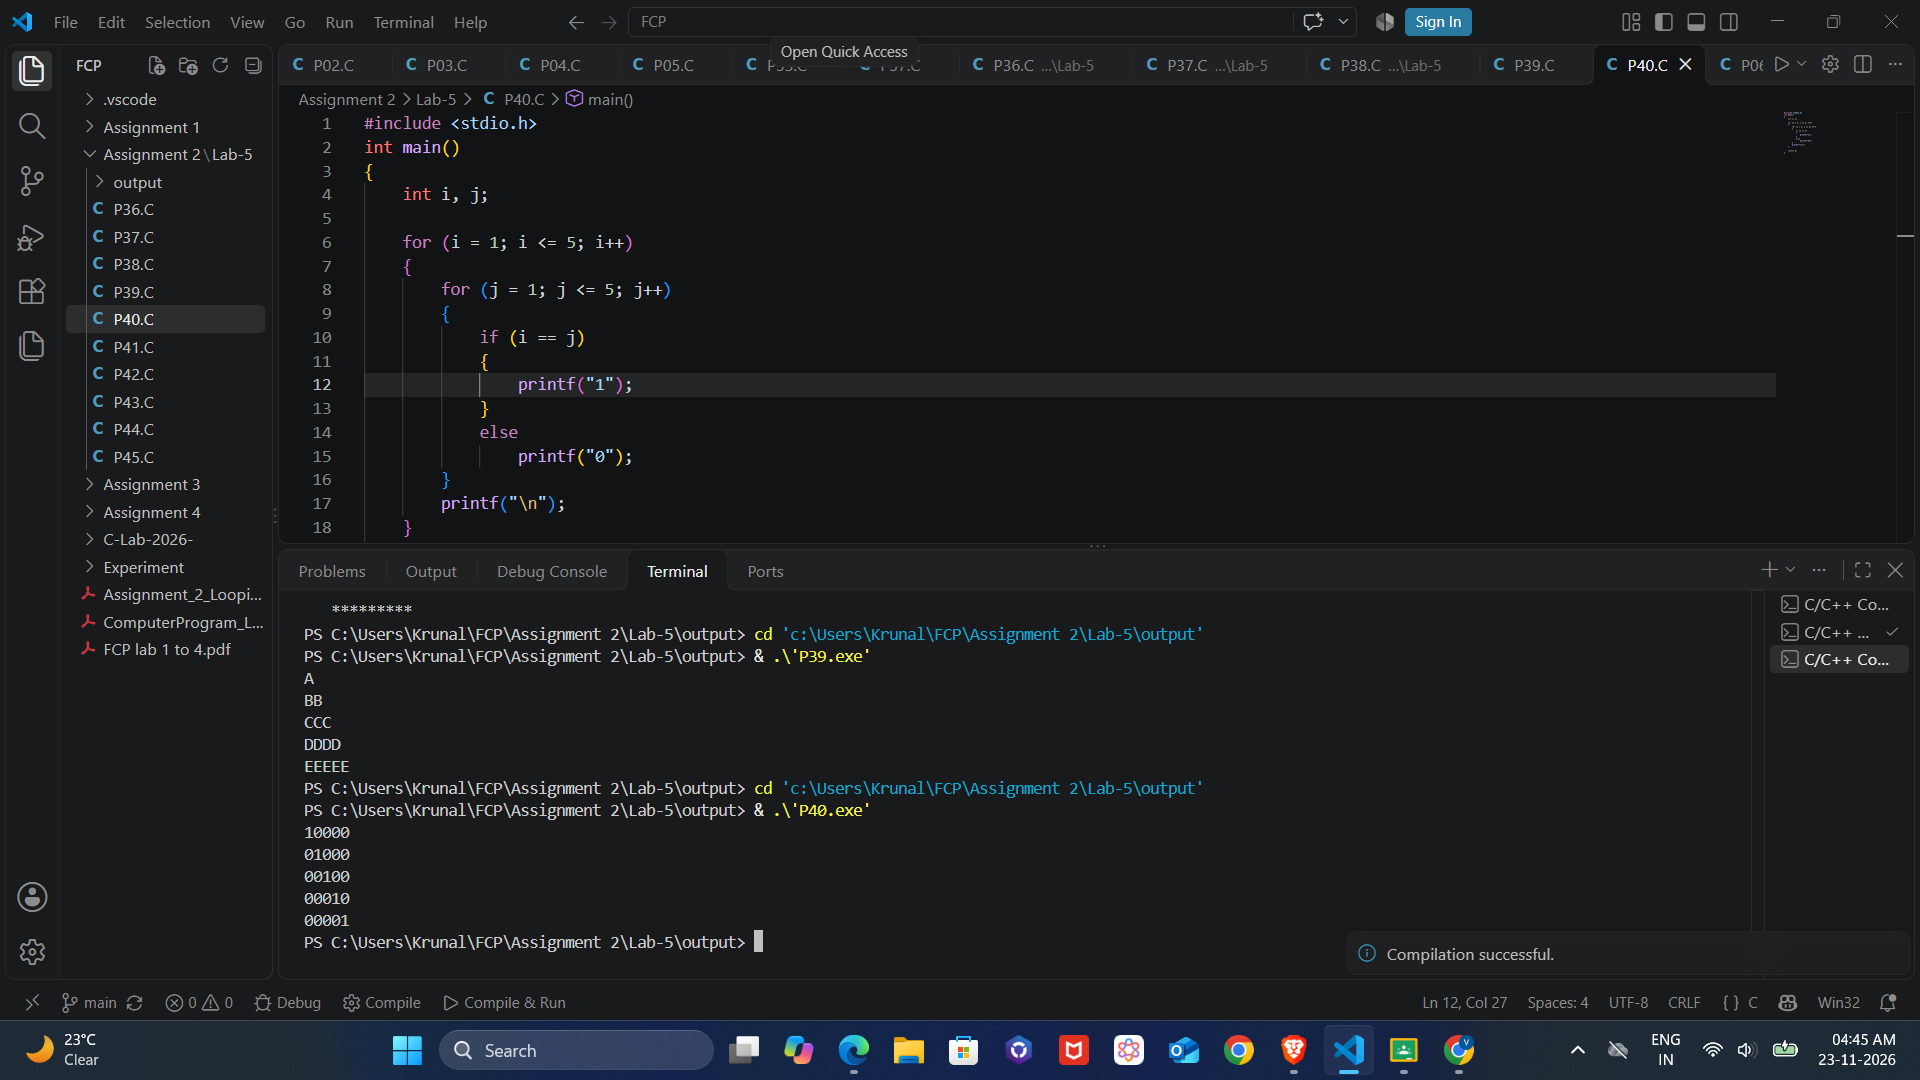 File Edit Selection View Go Run Terminal Help
FCP
Sign In
Open Quick Access
FCP
C P02.C
C P03.C
C P04.C
C P05.C
C
C P36.C ...\Lab-5
C P37.C ...\Lab-5
C P38.C ...\Lab-5
C P39.C
C P40.C
C P06
.vscode
Assignment 1
Assignment 2\Lab-5
output
C P36.C
C P37.C
C P38.C
C P39.C
C P40.C
C P41.C
C P42.C
C P43.C
C P44.C
C P45.C
Assignment 3
Assignment 4
C-Lab-2026-
Experiment
Assignment_2_Loopi...
ComputerProgram_L...
FCP lab 1 to 4.pdf
Assignment 2 > Lab-5 > C P40.C > main()
1 #include <stdio.h>
2 int main()
3 {
4 int i, j;
5
6 for (i = 1; i <= 5; i++)
7 {
8 for (j = 1; j <= 5; j++)
9 {
10 if (i == j)
11 {
12 printf("1");
13 }
14 else
15 printf("0");
16 }
17 printf("\n");
18 }
Problems Output Debug Console Terminal Ports
*********
PS C:\Users\Krunal\FCP\Assignment 2\Lab-5\output> cd 'c:\Users\Krunal\FCP\Assignment 2\Lab-5\output'
PS C:\Users\Krunal\FCP\Assignment 2\Lab-5\output> & .\'P39.exe'
A
BB
CCC
DDDD
EEEEE
PS C:\Users\Krunal\FCP\Assignment 2\Lab-5\output> cd 'c:\Users\Krunal\FCP\Assignment 2\Lab-5\output'
PS C:\Users\Krunal\FCP\Assignment 2\Lab-5\output> & .\'P40.exe'
10000
01000
00100
00010
00001
PS C:\Users\Krunal\FCP\Assignment 2\Lab-5\output>
C/C++ Co...
C/C++ ...
C/C++ Co...
Compilation successful.
main 0 0 Debug Compile Compile & Run
Ln 12, Col 27 Spaces: 4 UTF-8 CRLF {} C Win32
23°C
Clear
Search
ENG
IN
04:45 AM
23-11-2026